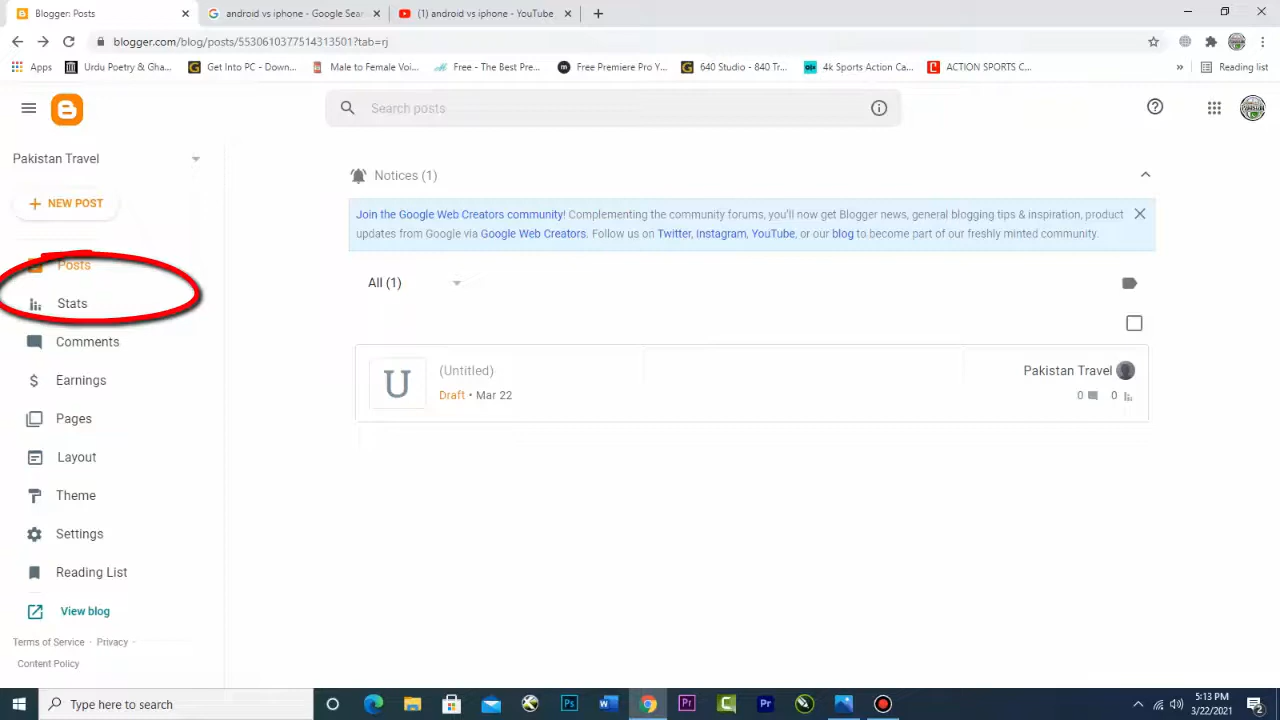 Blogger: Posts
android vs iphone - Google Sear
(1) android vs iphone - YouTube
blogger.com/blog/posts/5530610377514313501?tab=rj
Apps
Urdu Poetry & Gha...
Get Into PC - Down...
Male to Female Voi...
Free - The Best Pre...
Free Premiere Pro Y...
640 Studio - 840 Tr...
4k Sports Action Ca...
ACTION SPORTS C...
»
Reading list
Search posts
Pakistan Travel
NEW POST
Posts
Stats
Comments
Earnings
Pages
Layout
Theme
Settings
Reading List
View blog
Terms of Service · Privacy ·
Content Policy
Notices (1)
Join the Google Web Creators community! Complementing the community forums, you'll now get Blogger news, general blogging tips & inspiration, product
updates from Google via Google Web Creators. Follow us on Twitter, Instagram, YouTube, or our blog to become part of our freshly minted community.
All (1)
U
(Untitled)
Draft • Mar 22
Pakistan Travel
0 0
Type here to search
5:13 PM
3/22/2021
2